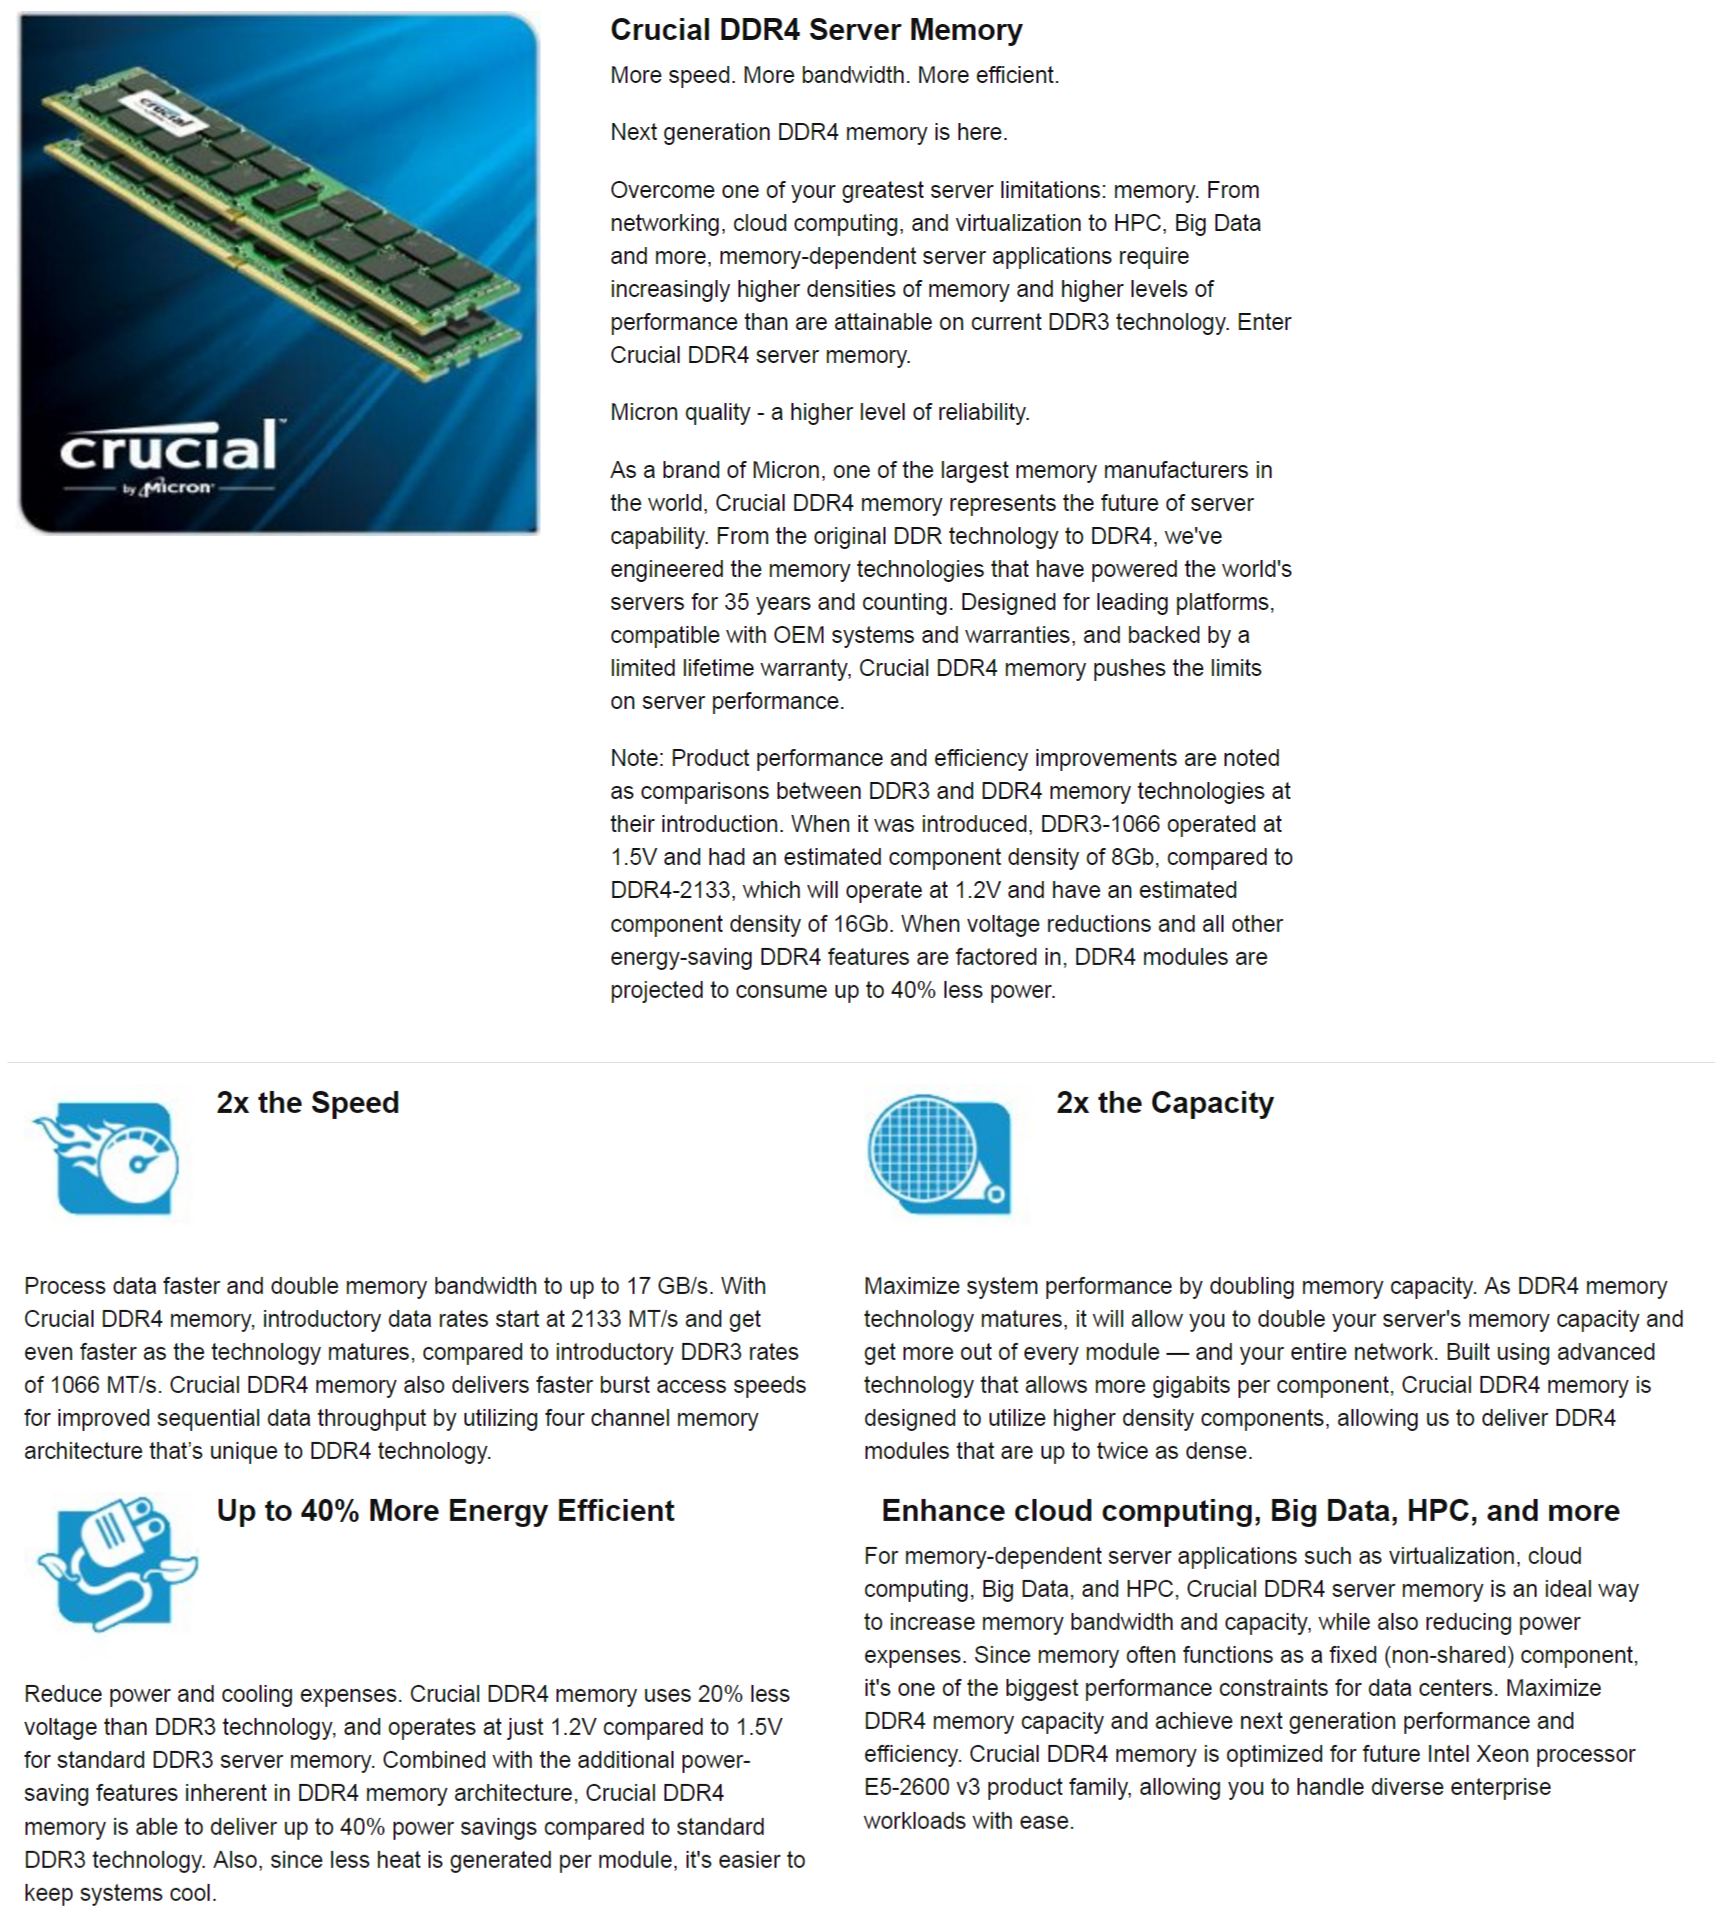 crucial
crucial™
by Micron®
Crucial DDR4 Server Memory
More speed. More bandwidth. More efficient.
Next generation DDR4 memory is here.
Overcome one of your greatest server limitations: memory. From
networking, cloud computing, and virtualization to HPC, Big Data
and more, memory-dependent server applications require
increasingly higher densities of memory and higher levels of
performance than are attainable on current DDR3 technology. Enter
Crucial DDR4 server memory.
Micron quality - a higher level of reliability.
As a brand of Micron, one of the largest memory manufacturers in
the world, Crucial DDR4 memory represents the future of server
capability. From the original DDR technology to DDR4, we've
engineered the memory technologies that have powered the world's
servers for 35 years and counting. Designed for leading platforms,
compatible with OEM systems and warranties, and backed by a
limited lifetime warranty, Crucial DDR4 memory pushes the limits
on server performance.
Note: Product performance and efficiency improvements are noted
as comparisons between DDR3 and DDR4 memory technologies at
their introduction. When it was introduced, DDR3-1066 operated at
1.5V and had an estimated component density of 8Gb, compared to
DDR4-2133, which will operate at 1.2V and have an estimated
component density of 16Gb. When voltage reductions and all other
energy-saving DDR4 features are factored in, DDR4 modules are
projected to consume up to 40% less power.
2x the Speed
Process data faster and double memory bandwidth to up to 17 GB/s. With
Crucial DDR4 memory, introductory data rates start at 2133 MT/s and get
even faster as the technology matures, compared to introductory DDR3 rates
of 1066 MT/s. Crucial DDR4 memory also delivers faster burst access speeds
for improved sequential data throughput by utilizing four channel memory
architecture that’s unique to DDR4 technology.
2x the Capacity
Maximize system performance by doubling memory capacity. As DDR4 memory
technology matures, it will allow you to double your server's memory capacity and
get more out of every module — and your entire network. Built using advanced
technology that allows more gigabits per component, Crucial DDR4 memory is
designed to utilize higher density components, allowing us to deliver DDR4
modules that are up to twice as dense.
Up to 40% More Energy Efficient
Reduce power and cooling expenses. Crucial DDR4 memory uses 20% less
voltage than DDR3 technology, and operates at just 1.2V compared to 1.5V
for standard DDR3 server memory. Combined with the additional power-
saving features inherent in DDR4 memory architecture, Crucial DDR4
memory is able to deliver up to 40% power savings compared to standard
DDR3 technology. Also, since less heat is generated per module, it's easier to
keep systems cool.
Enhance cloud computing, Big Data, HPC, and more
For memory-dependent server applications such as virtualization, cloud
computing, Big Data, and HPC, Crucial DDR4 server memory is an ideal way
to increase memory bandwidth and capacity, while also reducing power
expenses. Since memory often functions as a fixed (non-shared) component,
it's one of the biggest performance constraints for data centers. Maximize
DDR4 memory capacity and achieve next generation performance and
efficiency. Crucial DDR4 memory is optimized for future Intel Xeon processor
E5-2600 v3 product family, allowing you to handle diverse enterprise
workloads with ease.